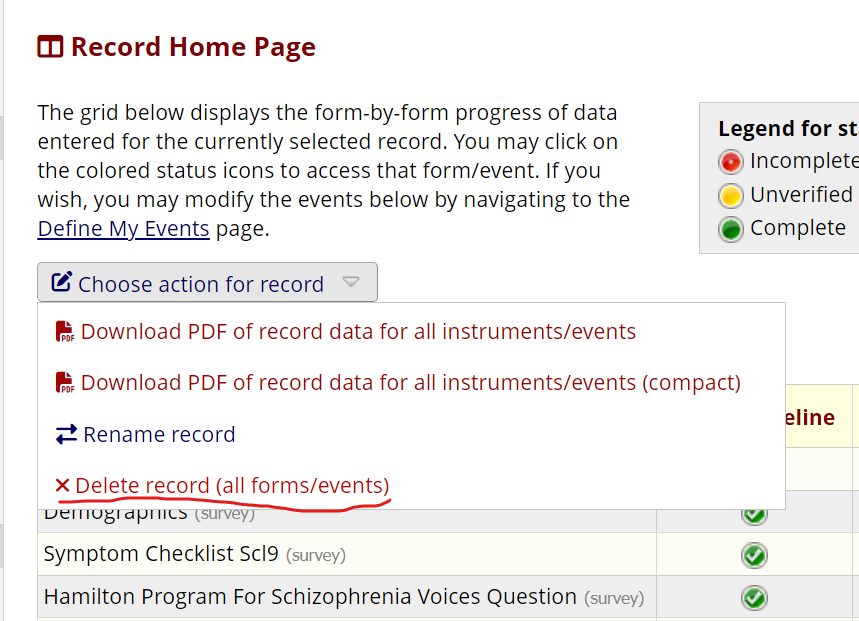 Record Home Page
The grid below displays the form-by-form progress of data
entered for the currently selected record. You may click on
the colored status icons to access that form/event. If you
wish, you may modify the events below by navigating to the
Define My Events page.
Legend for st
Incomplete
Unverified
Complete
Choose action for record
PDF Download PDF of record data for all instruments/events
PDF Download PDF of record data for all instruments/events (compact)
Rename record
Delete record (all forms/events)
eline
Demographics (survey)
Symptom Checklist Scl9 (survey)
Hamilton Program For Schizophrenia Voices Question (survey)